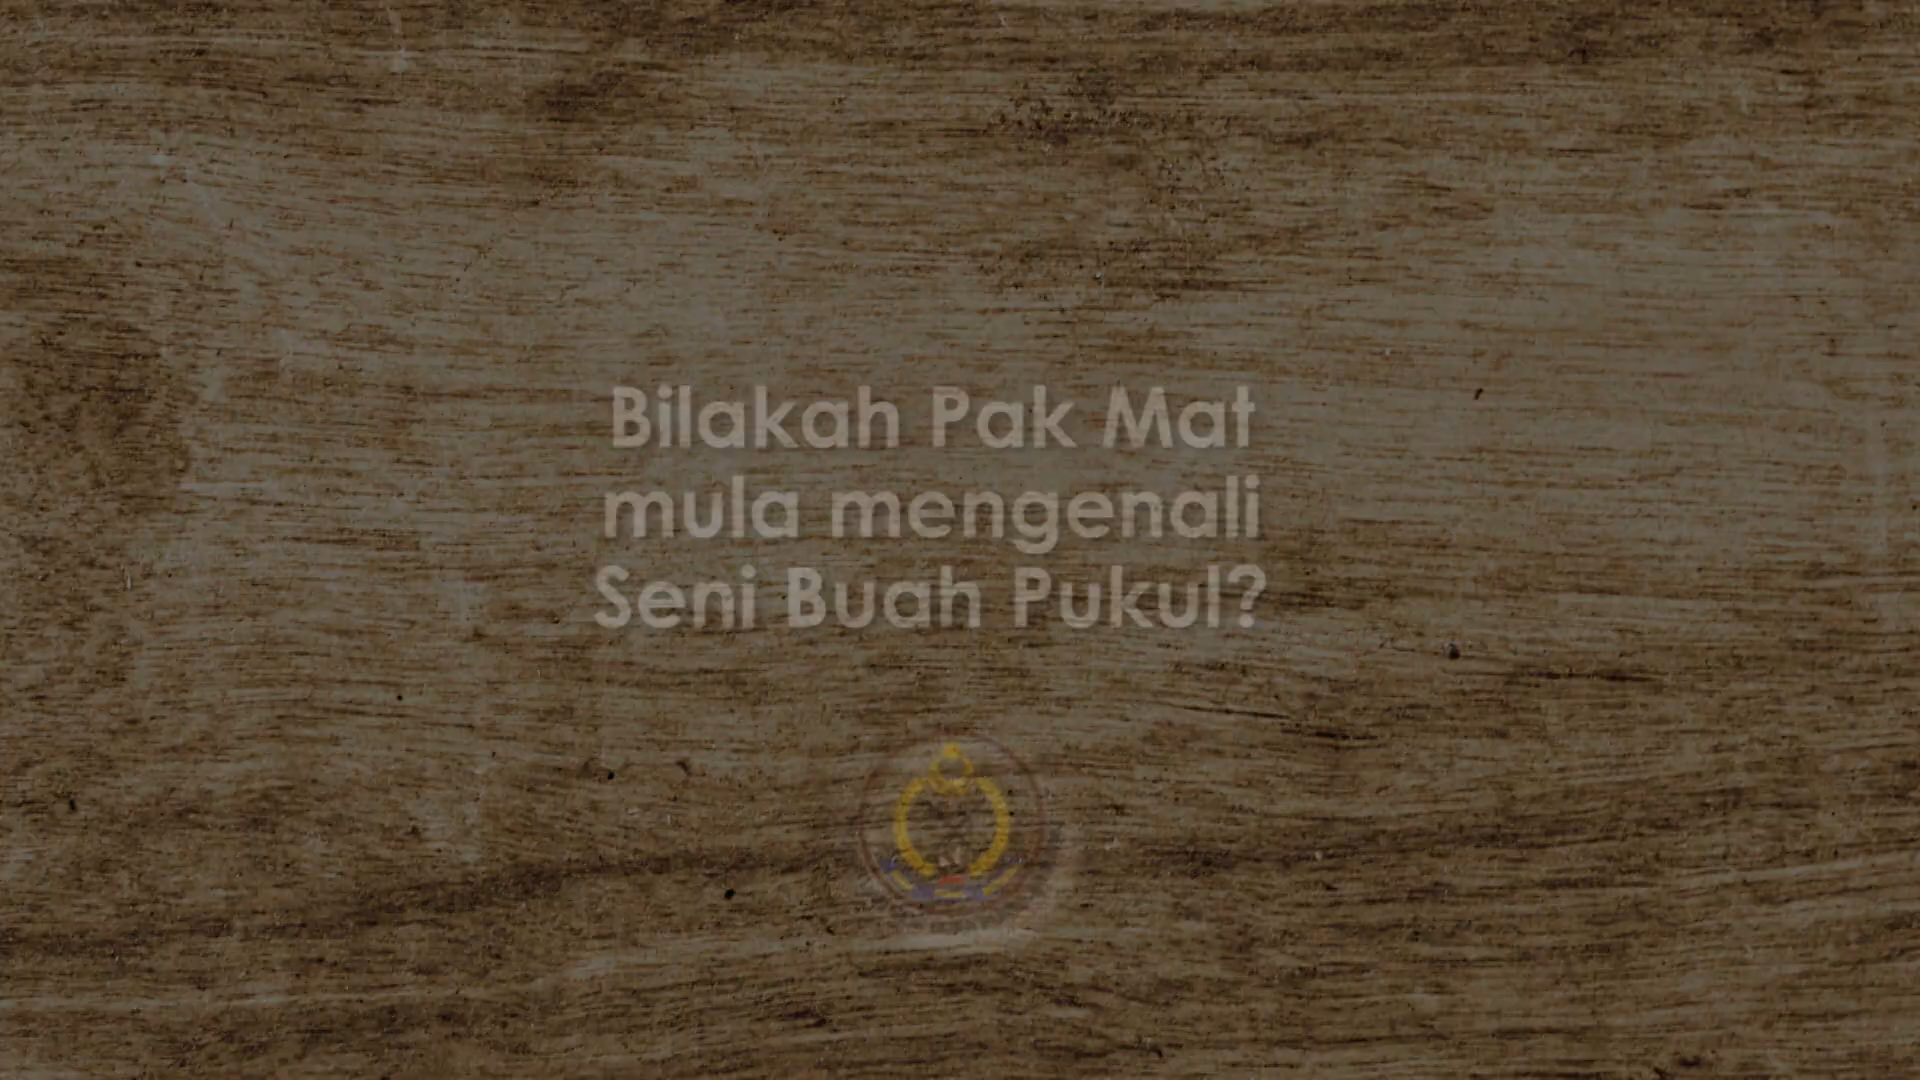 Bilakah Pak Mat
mula mengenali
Seni Buah Pukul?